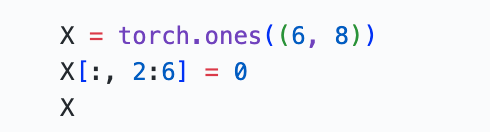 X = torch.ones((6, 8))
X[:, 2:6] = 0
X